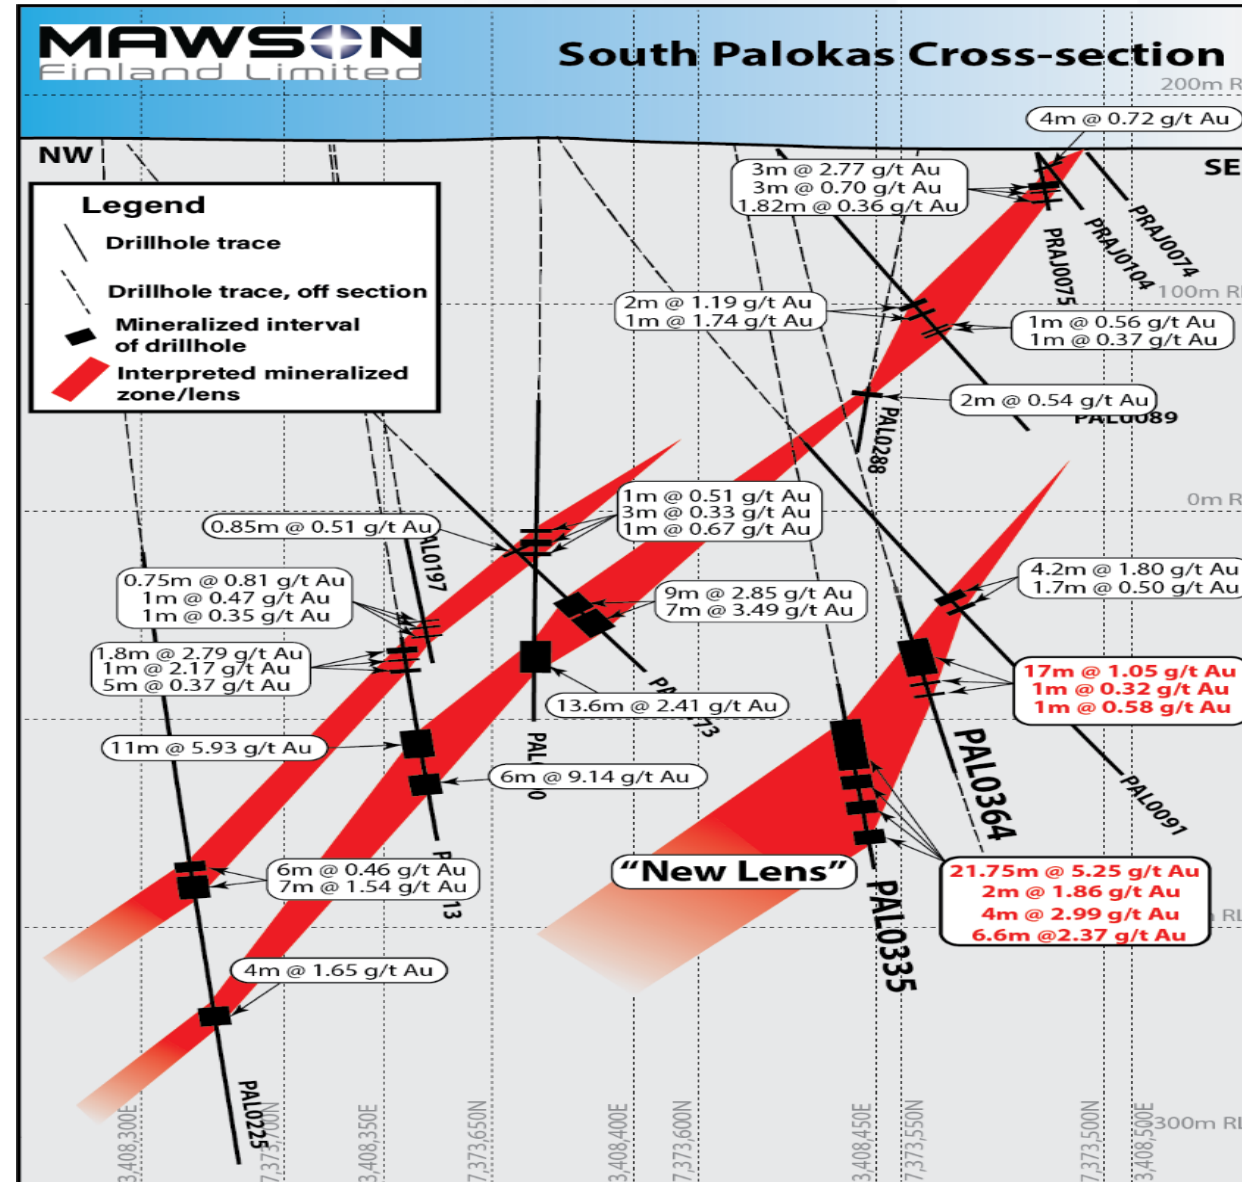 MAWSON
Finland Limited
South Palokas Cross-section
200m R
NW
SE
4m @ 0.72 g/t Au
3m @ 2.77 g/t Au
3m @ 0.70 g/t Au
1.82m @ 0.36 g/t Au
Legend
Drillhole trace
Drillhole trace, off section
Mineralized interval
of drillhole
Interpreted mineralized
zone/lens
PRAJ0074
PRAJ0104
PRAJ0075
100m R
2m @ 1.19 g/t Au
1m @ 1.74 g/t Au
1m @ 0.56 g/t Au
1m @ 0.37 g/t Au
2m @ 0.54 g/t Au
PAL0089
PAL0288
0m R
1m @ 0.51 g/t Au
3m @ 0.33 g/t Au
1m @ 0.67 g/t Au
0.85m @ 0.51 g/t Au
AL0197
0.75m @ 0.81 g/t Au
1m @ 0.47 g/t Au
1m @ 0.35 g/t Au
9m @ 2.85 g/t Au
7m @ 3.49 g/t Au
4.2m @ 1.80 g/t Au
1.7m @ 0.50 g/t Au
1.8m @ 2.79 g/t Au
1m @ 2.17 g/t Au
5m @ 0.37 g/t Au
17m @ 1.05 g/t Au
1m @ 0.32 g/t Au
1m @ 0.58 g/t Au
13.6m @ 2.41 g/t Au
11m @ 5.93 g/t Au
6m @ 9.14 g/t Au
PAL0364
PAL0091
"New Lens"
PAL0335
21.75m @ 5.25 g/t Au
2m @ 1.86 g/t Au
4m @ 2.99 g/t Au
6.6m @2.37 g/t Au
RL
6m @ 0.46 g/t Au
7m @ 1.54 g/t Au
4m @ 1.65 g/t Au
PAL0225
300m RL
3,408,300E
7,373,700N
3,408,350E
7,373,650N
3,408,400E
7,373,600N
3,408,450E
7,373,550N
7,373,500N
3,408,500E